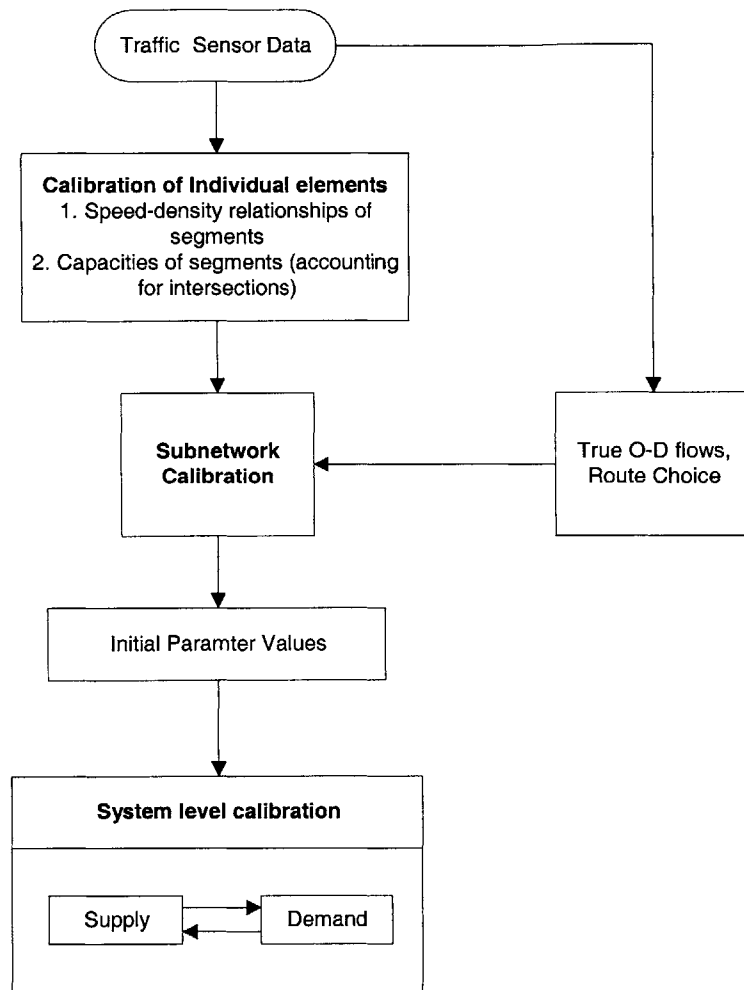 Traffic Sensor Data
Calibration of Individual elements
1. Speed-density relationships of
segments
2. Capacities of segments (accounting
for intersections)
Subnetwork
Calibration
True O-D flows,
Route Choice
Initial Paramter Values
System level calibration
Supply
Demand